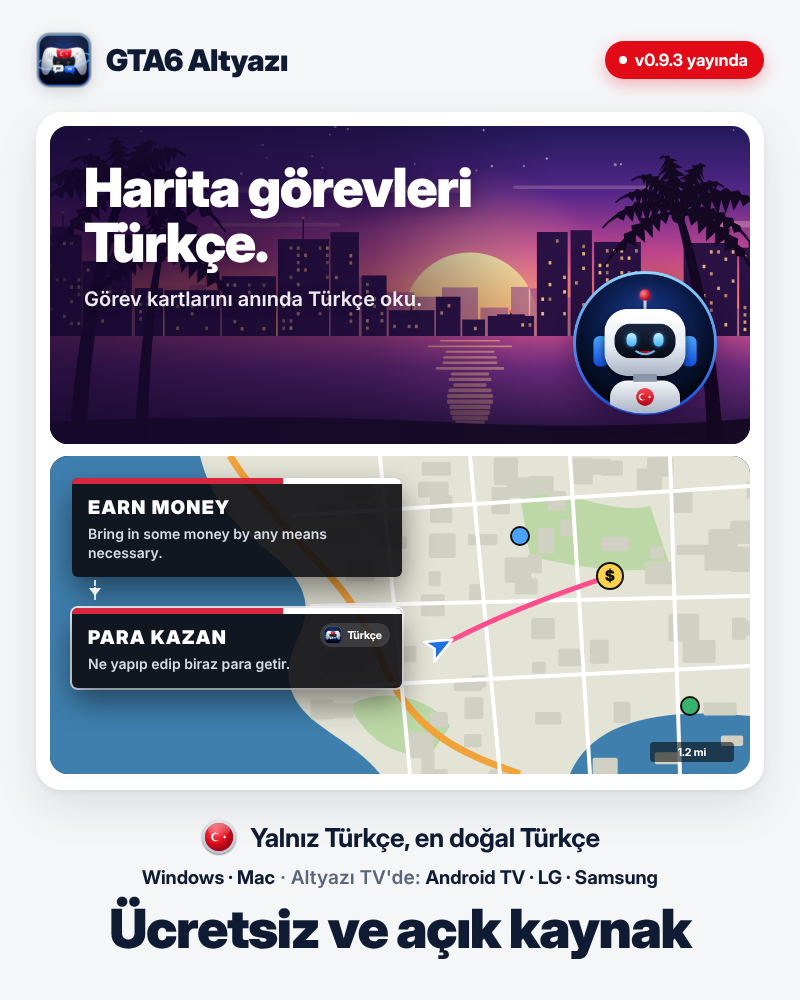 GTA6 Altyazı
v0.9.3 yayında
Harita görevleri
Türkçe.
Görev kartlarını anında Türkçe oku.
EARN MONEY
Bring in some money by any means
necessary.
PARA KAZAN
Türkçe
Ne yapıp edip biraz para getir.
$
1.2 mi
Yalnız Türkçe, en doğal Türkçe
Windows · Mac · Altyazı TV'de: Android TV · LG · Samsung
Ücretsiz ve açık kaynak